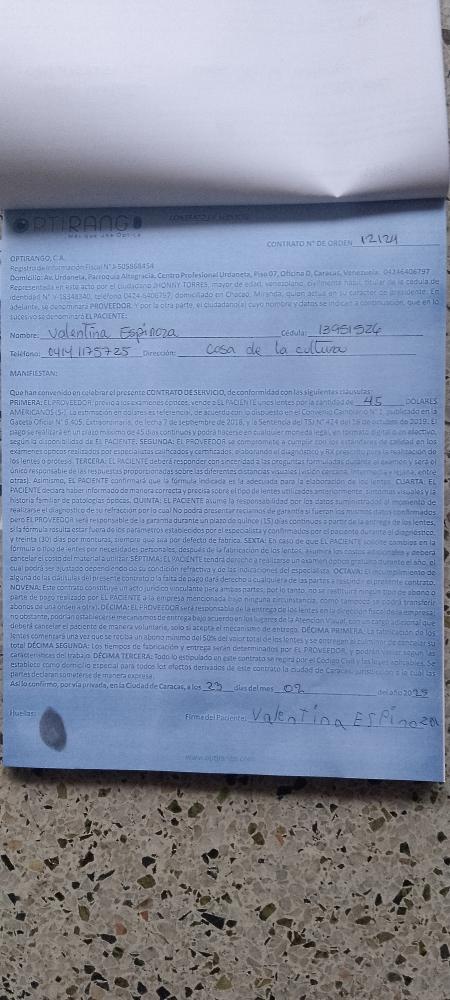 OPTIRANGO
Más que una Óptica
CONTRATO DE SERVICIO
CONTRATO N° DE ORDEN 12124
OPTIRANGO, C.A.
Registro de Información Fiscal N° J-505868454
Domicilio: Av. Urdaneta, Parroquia Altagracia, Centro Profesional Urdaneta, Piso 07, Oficina D, Caracas, Venezuela. 04246406797
Representada en este acto por el ciudadano JHONNY TORRES, mayor de edad, venezolano, civilmente hábil, titular de la cédula de
identidad N° V-18348340, teléfono 0424-6406797, domiciliado en Chacao, Miranda, quien actúa en su carácter de presidente. En
adelante, se denominará PROVEEDOR. Y por la otra parte, el ciudadano(a) cuyo nombre y datos se indican a continuación, que en lo
sucesivo se denominará EL PACIENTE:
Nombre: Valentina Espinoza Cédula: 13951526
Teléfono: 0414 1175725 Dirección: Casa de la cultura
MANIFIESTAN:
Que han convenido en celebrar el presente CONTRATO DE SERVICIO, de conformidad con las siguientes cláusulas:
PRIMERA: EL PROVEEDOR, previo a los exámenes ópticos, vende a EL PACIENTE unos lentes por la cantidad de 45 DÓLARES
AMERICANOS ($-). La estimación en dólares es referencial, de acuerdo con lo dispuesto en el Convenio Cambiario N° 1, publicado en la
Gaceta Oficial N° 6.405, Extraordinario, de fecha 7 de septiembre de 2018, y la Sentencia del TSJ N° 424 del 16 de octubre de 2019. El
pago se realizará en un plazo máximo de 45 días continuos y podrá hacerse en cualquier moneda legal, en formato digital o en efectivo,
según la disponibilidad de EL PACIENTE. SEGUNDA: EL PROVEEDOR se compromete a cumplir con los estándares de calidad en los
exámenes ópticos realizados por especialistas calificados y certificados, elaborando el diagnóstico y RX prescrito para la realización de
los lentes o prótesis. TERCERA: EL PACIENTE deberá responder con sinceridad a las preguntas formuladas durante el examen y será el
único responsable de las respuestas proporcionadas sobre las diferentes distancias visuales (visión cercana, intermedia y lejana, entre
otras). Asimismo, EL PACIENTE confirmará que la fórmula indicada es la adecuada para la elaboración de los lentes. CUARTA: EL
PACIENTE declara haber informado de manera correcta y precisa sobre el tipo de lentes utilizados anteriormente, síntomas visuales y la
historia familiar de patologías ópticas. QUINTA: EL PACIENTE asume la responsabilidad por los datos suministrados al momento de
realizarse el diagnóstico de su refracción por lo cual No podrá presentar reclamos de garantía si fueron los mismos datos confirmados
pero EL PROVEEDOR será responsable de la garantía durante un plazo de quince (15) días continuos a partir de la entrega de los lentes,
si la fórmula resulta estar fuera de los parámetros establecidos por el especialista y confirmados por el paciente durante el diagnóstico,
y treinta (30) días por monturas, siempre que sea por defecto de fábrica. SEXTA: En caso de que EL PACIENTE solicite cambios en la
fórmula o tipo de lentes por necesidades personales, después de la fabricación de los lentes, asumirá los costos adicionales y deberá
cancelar el costo del material a utilizar. SÉPTIMA: EL PACIENTE tendrá derecho a realizarse un examen óptico gratuito durante el año, el
cual podrá ser ajustado dependiendo de su condición refractiva y de las indicaciones del especialista. OCTAVA: El incumplimiento de
alguna de las cláusulas del presente contrato o la falta de pago dará derecho a cualquiera de las partes a rescindir el presente contrato.
NOVENA: Este contrato constituye un acto jurídico vinculante para ambas partes, por lo tanto, no se restituirá ningún tipo de abono o
parte de pago realizado por EL PACIENTE a la empresa mencionada bajo ninguna circunstancia, como tampoco se podrá transferir
abonos de una orden a otra). DÉCIMA: EL PROVEEDOR será responsable de la entrega de los lentes en la dirección fiscal de la empresa,
no obstante, podrán establecerse mecanismos de entrega bajo acuerdo en los lugares de Atención Visual, con un cargo adicional que
deberá cancelar el paciente de manera voluntaria, solo si acepta el mecanismo de entrega. DÉCIMA PRIMERA: La fabricación de los
lentes comenzará una vez que se reciba un abono mínimo del 50% del valor total de los lentes y se entregan al culminar de cancelar su
total DÉCIMA SEGUNDA: Los tiempos de fabricación y entrega serán determinados por EL PROVEEDOR, y podrán variar según las
características del trabajo. DÉCIMA TERCERA: Todo lo estipulado en este contrato se regirá por el Código Civil y las leyes aplicables. Se
establece como domicilio especial para todos los efectos derivados de este contrato la ciudad de Caracas, jurisdicción a la cual las
partes declaran someterse de manera expresa.
Así lo confirmo, por vía privada, en la Ciudad de Caracas, a los 23 días del mes 02 del año 2025
Huellas: Firma del Paciente: Valentina Espinoza
www.optirango.com